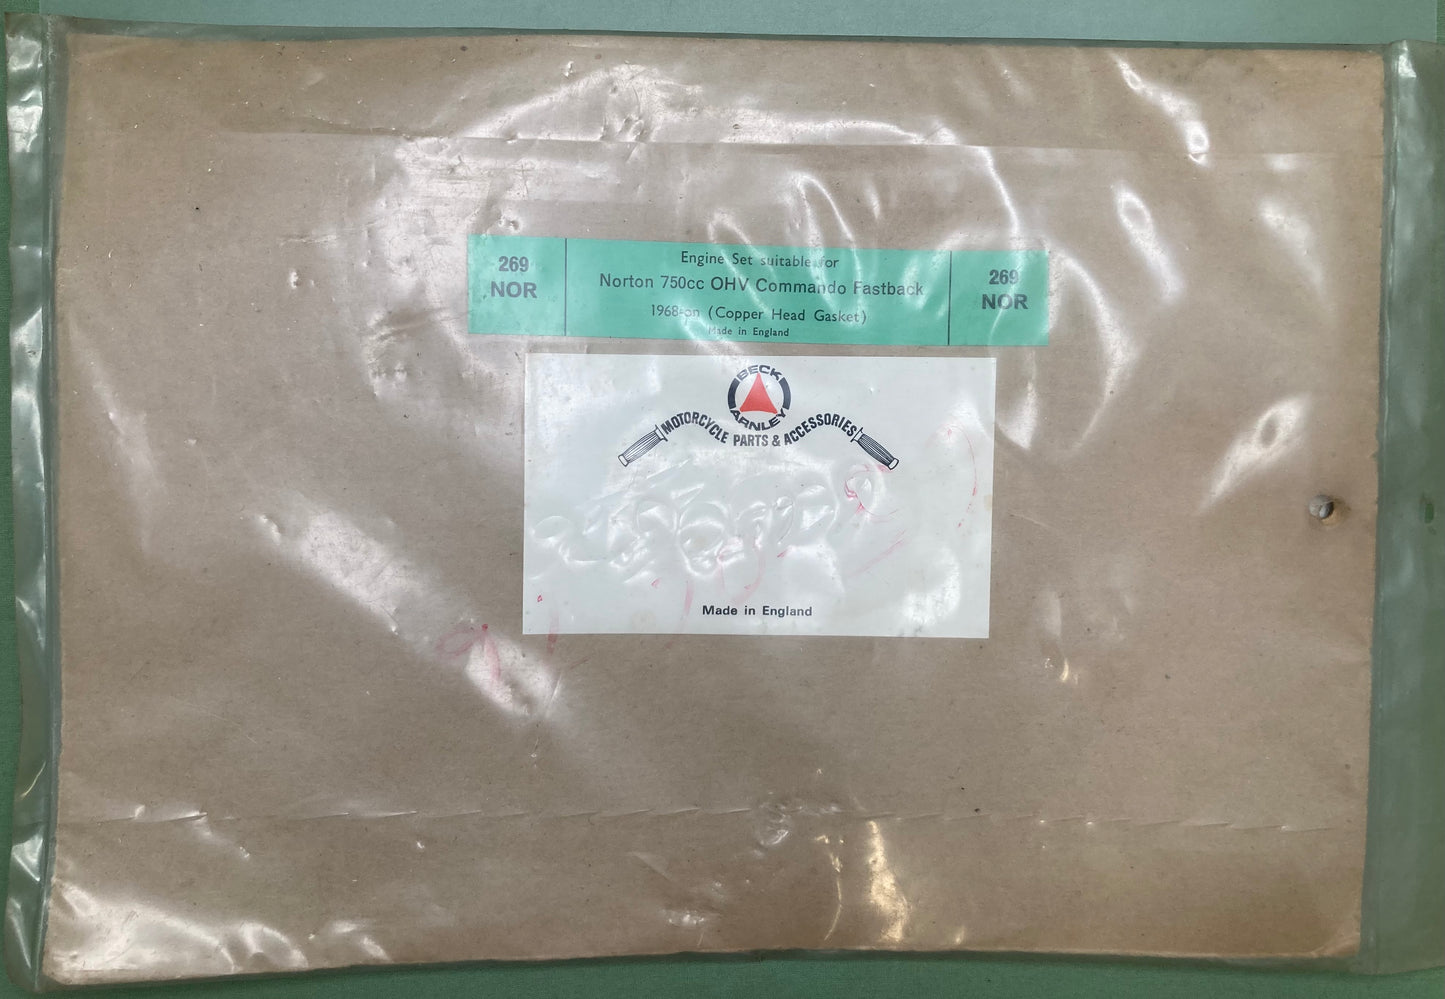 269
NOR
Engine Set suitable for
Norton 750cc OHV Commando Fastback
1968-on (Copper Head Gasket)
Made in England
269
NOR
BECK
ARNLEY
MOTORCYCLE PARTS & ACCESSORIES
Made in England